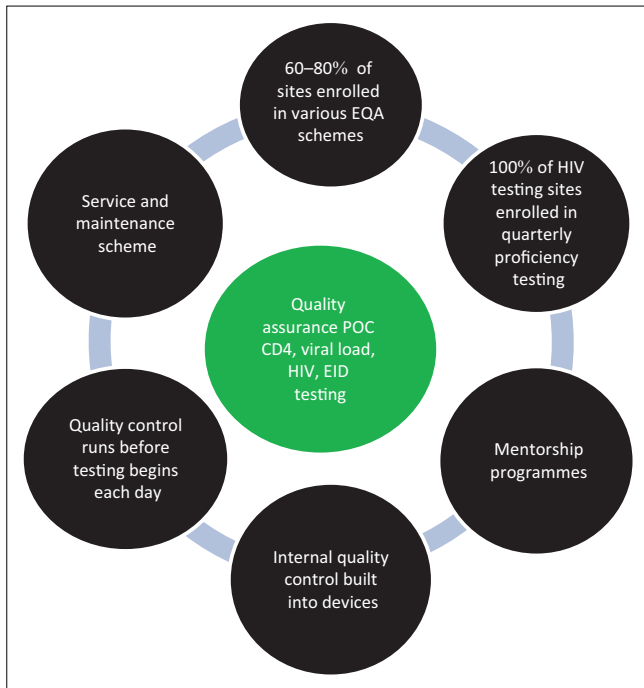 60–80% of
sites enrolled
in various EQA
schemes
100% of HIV
testing sites
enrolled in
quarterly
proficiency
testing
Mentorship
programmes
Internal quality
control built
into devices
Quality control
runs before
testing begins
each day
Service and
maintenance
scheme
Quality
assurance POC
CD4, viral load,
HIV, EID
testing